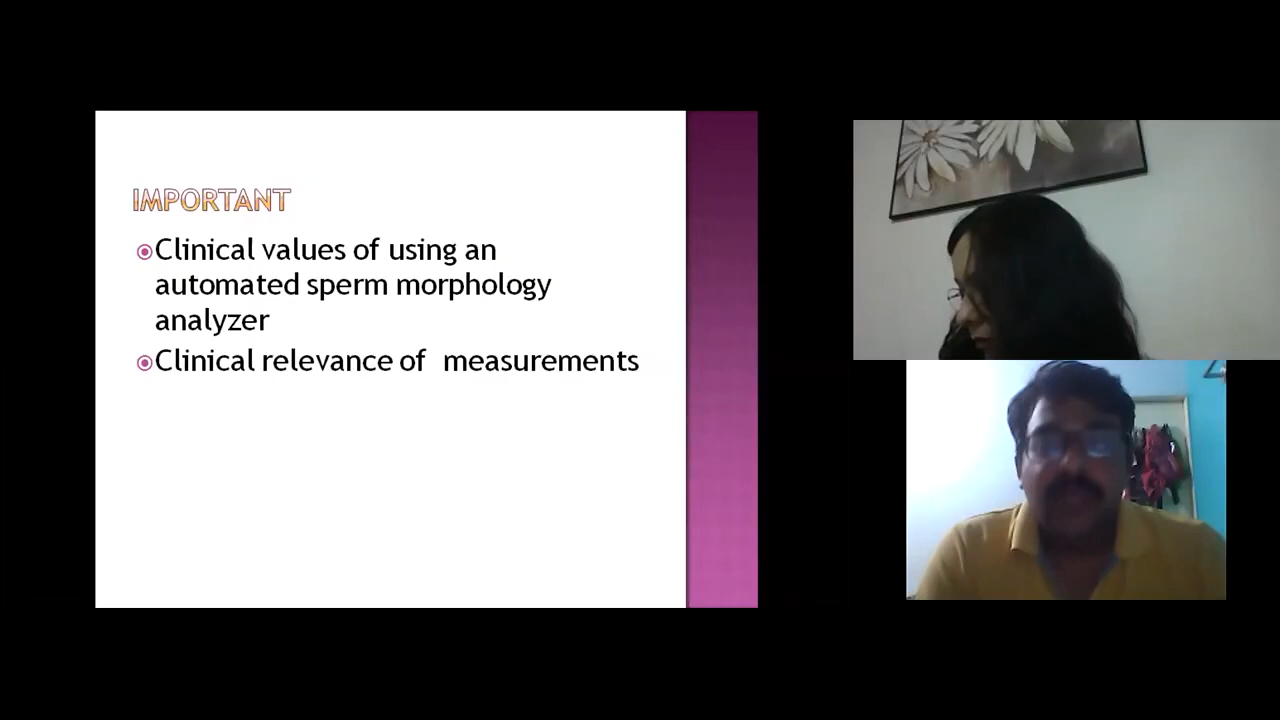 IMPORTANT
Clinical values of using an
automated sperm morphology
analyzer
Clinical relevance of  measurements